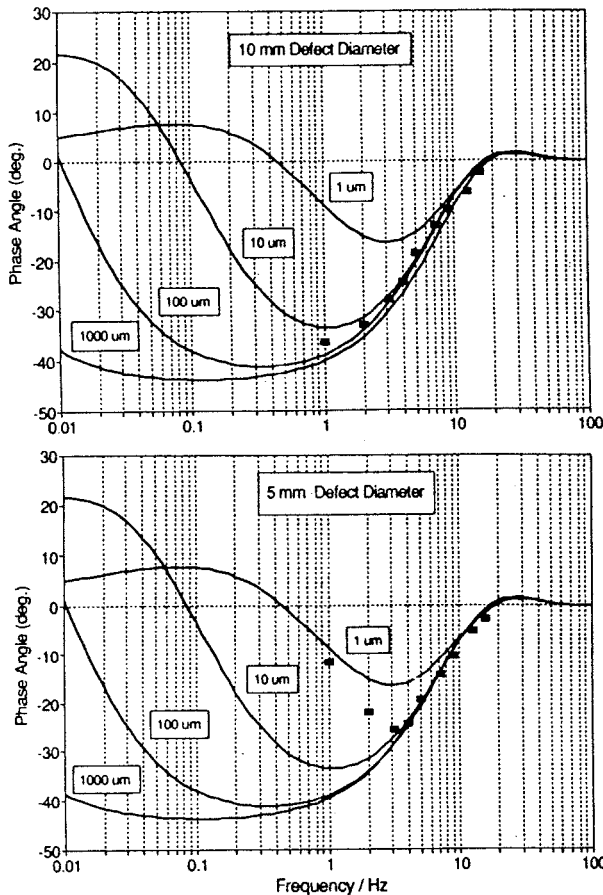 30
20
10 mm Defect Diameter
10
0
1 um
-10
10 um
-20
100 um
-30
1000 um
-40
-50
0.01 0.1 1 10 100
Phase Angle (deg.)
30
20
5 mm Defect Diameter
10
0
1 um
-10
10 um
-20
100 um
-30
1000 um
-40
-50
0.01 0.1 1 10 100
Phase Angle (deg.)
Frequency / Hz